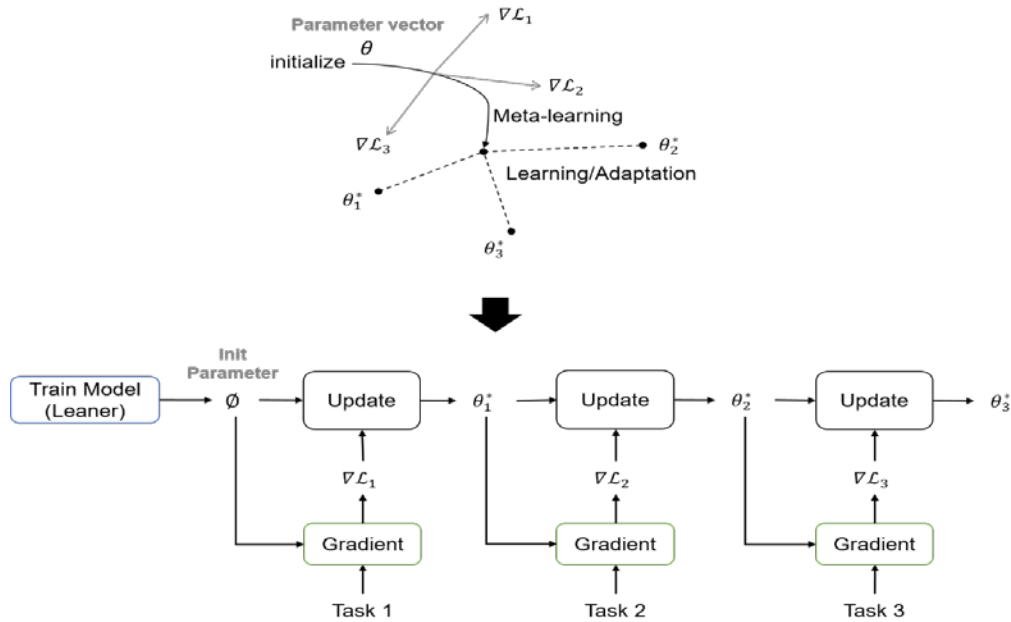 ∇ℒ₁
Parameter vector
θ
initialize
∇ℒ₂
Meta-learning
∇ℒ₃
θ₂*
Learning/Adaptation
θ₁*
θ₃*
Init
Parameter
Train Model
(Leaner)
∅
Update
θ₁*
Update
θ₂*
Update
θ₃*
∇ℒ₁
∇ℒ₂
∇ℒ₃
Gradient
Gradient
Gradient
Task 1
Task 2
Task 3